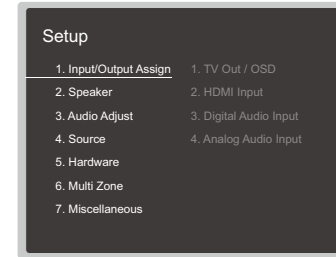 Setup
1. Input/Output Assign
2. Speaker
3. Audio Adjust
4. Source
5. Hardware
6. Multi Zone
7. Miscellaneous
1. TV Out / OSD
2. HDMI Input
3. Digital Audio Input
4. Analog Audio Input